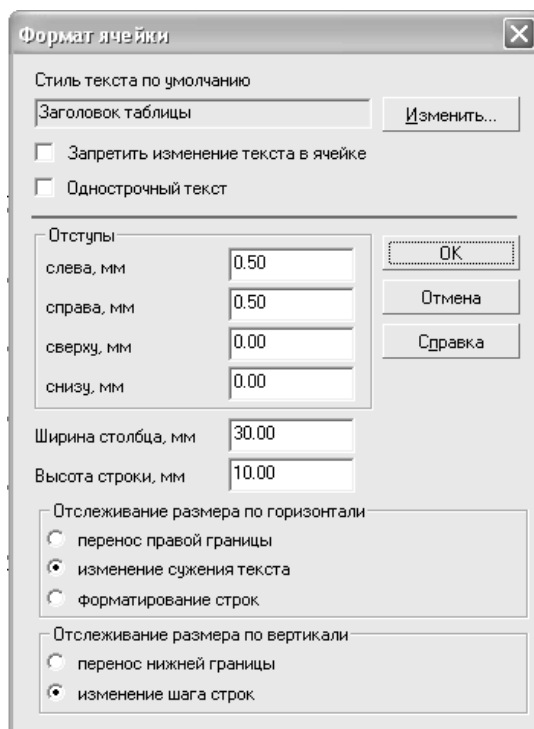 Формат ячейки
Стиль текста по умолчанию
Заголовок таблицы
Изменить...
Запретить изменение текста в ячейке
Однострочный текст
Отступы
слева, мм 0.50
справа, мм 0.50
сверху, мм 0.00
снизу, мм 0.00
OK
Отмена
Справка
Ширина столбца, мм 30.00
Высота строки, мм 10.00
Отслеживание размера по горизонтали
перенос правой границы
изменение сужения текста
форматирование строк
Отслеживание размера по вертикали
перенос нижней границы
изменение шага строк